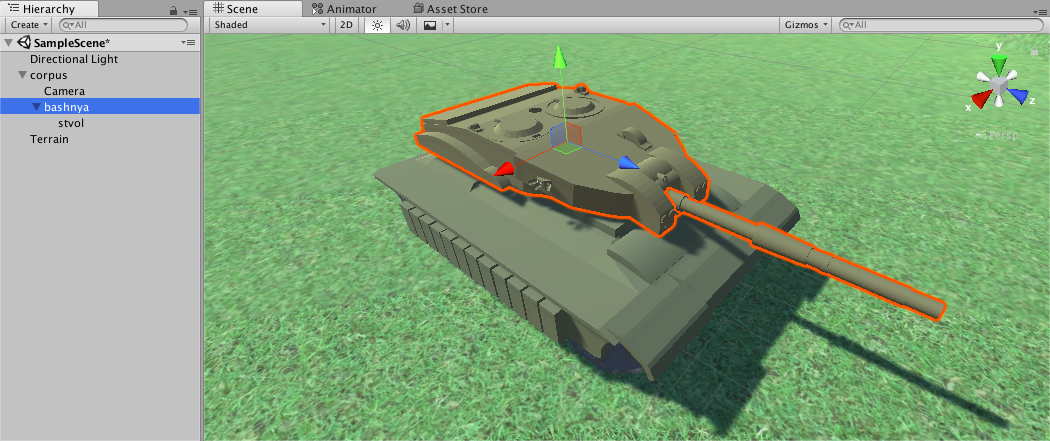 Hierarchy
Create
All
SampleScene*
Directional Light
corpus
Camera
bashnya
stvol
Terrain
Scene
Animator
Asset Store
Shaded
2D
Gizmos
All
y
x
z
Persp